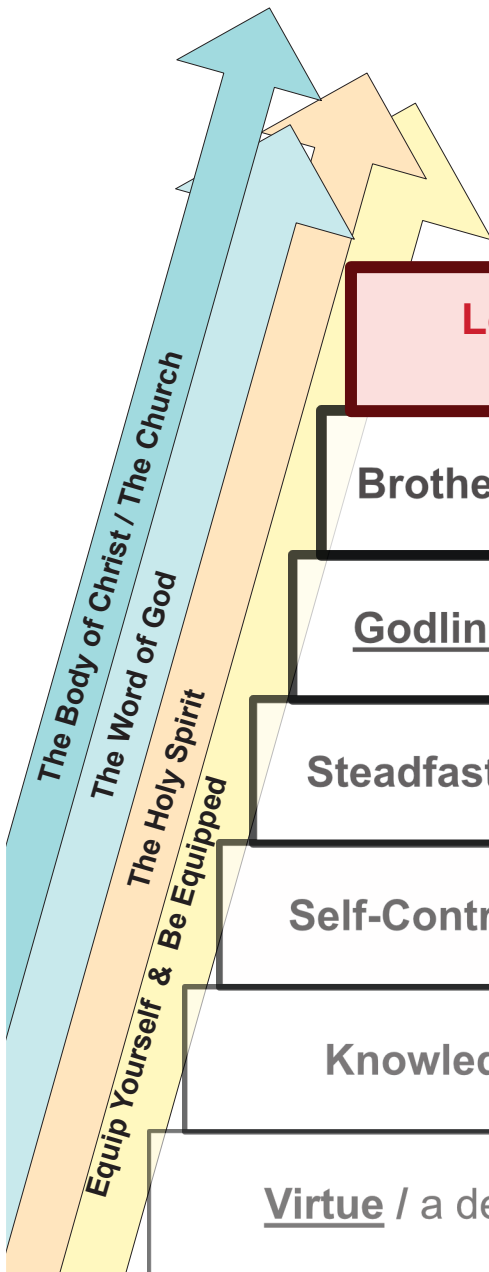 The Body of Christ / The Church
The Word of God
The Holy Spirit
Equip Yourself & Be Equipped
L
Brothe
Godlin
Steadfast
Self-Contr
Knowled
Virtue / a de